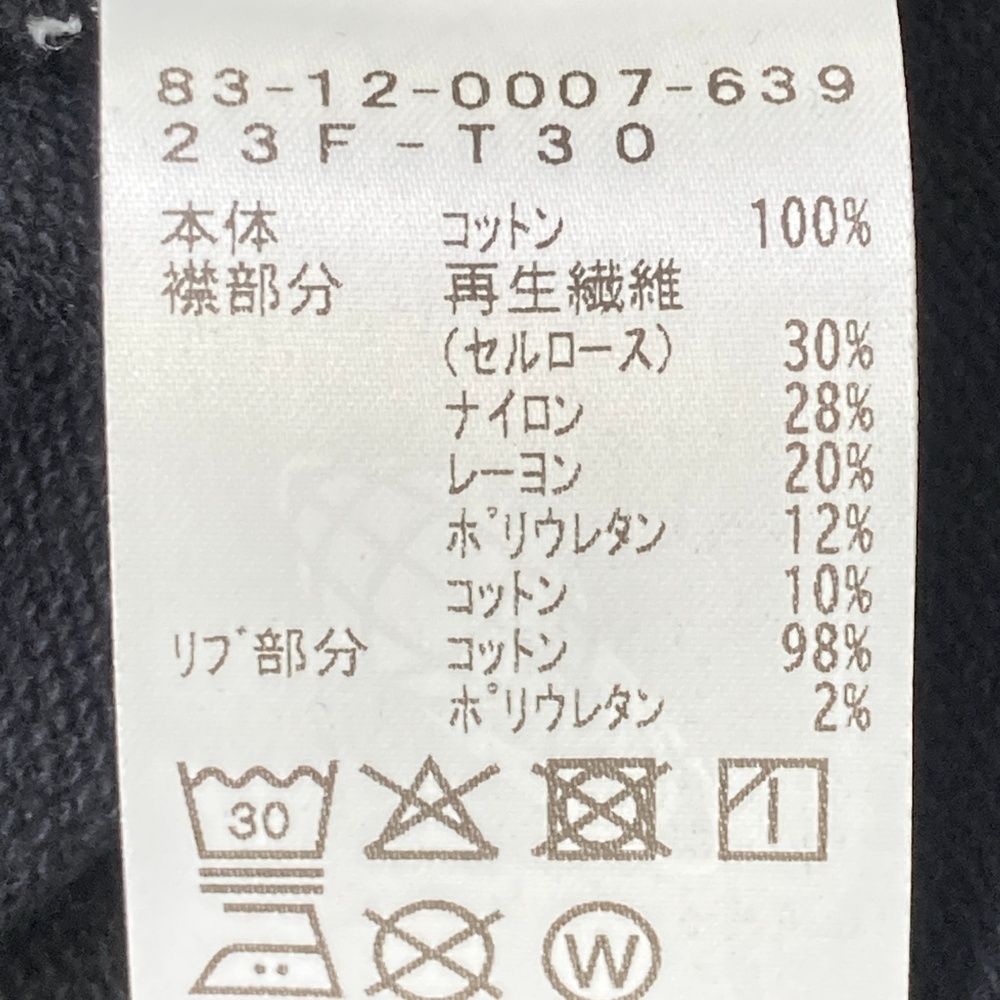 83-12-0007-639
23F-T30
本体 コットン 100%
襟部分 再生繊維
(セルロース) 30%
ナイロン 28%
レーヨン 20%
ポリウレタン 12%
コットン 10%
リブ部分 コットン 98%
ポリウレタン 2%
30
W